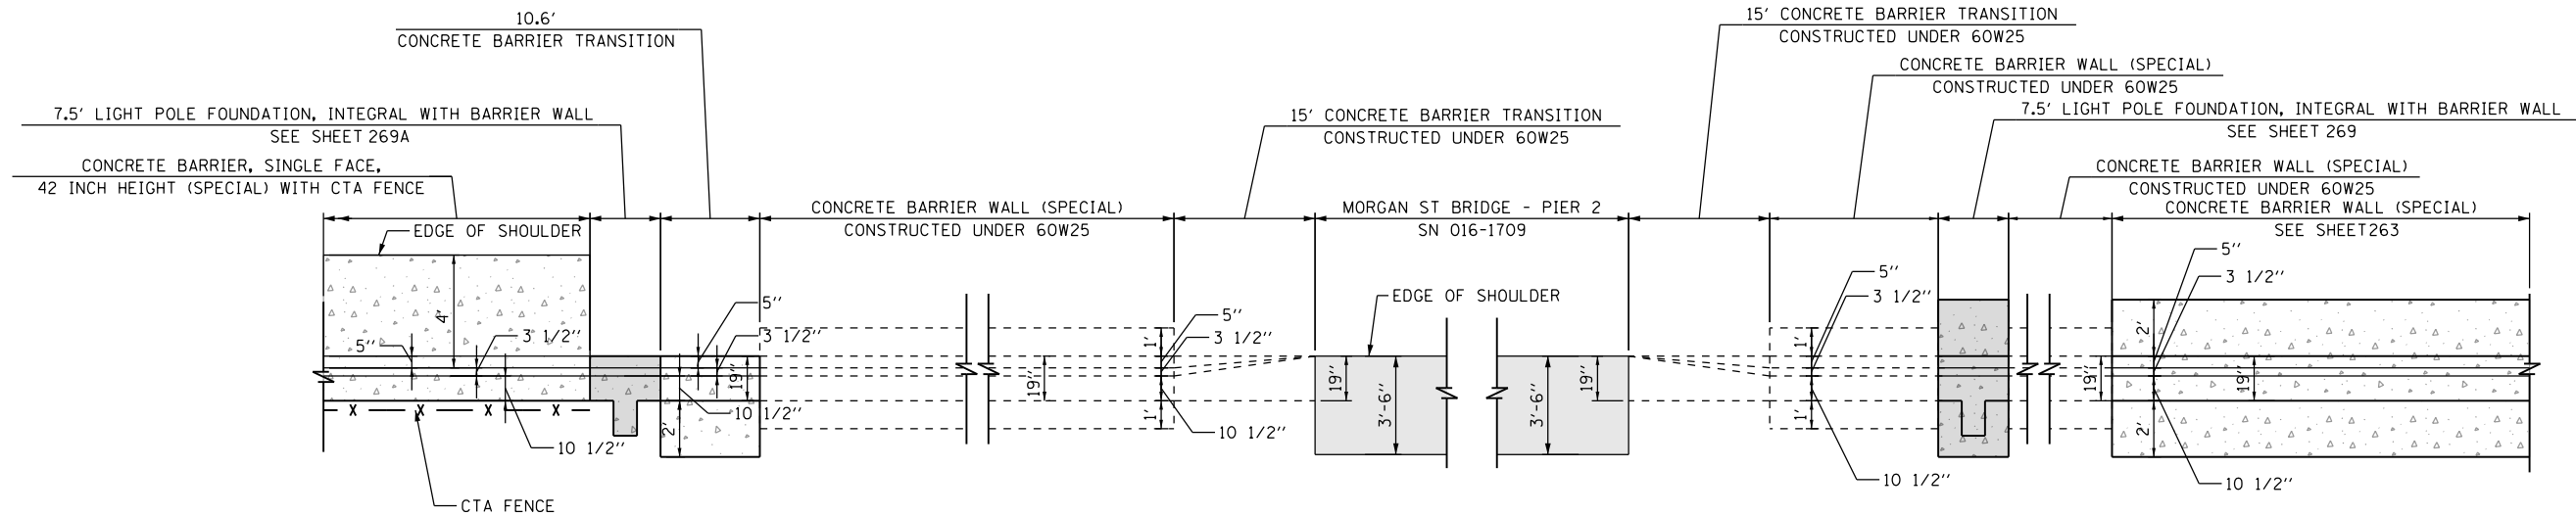 10.6'
CONCRETE BARRIER TRANSITION
15' CONCRETE BARRIER TRANSITION
CONSTRUCTED UNDER 60W25
CONCRETE BARRIER WALL (SPECIAL)
CONSTRUCTED UNDER 60W25
7.5' LIGHT POLE FOUNDATION, INTEGRAL WITH BARRIER WALL
SEE SHEET 269A
15' CONCRETE BARRIER TRANSITION
CONSTRUCTED UNDER 60W25
7.5' LIGHT POLE FOUNDATION, INTEGRAL WITH BARRIER WALL
SEE SHEET 269
CONCRETE BARRIER, SINGLE FACE,
42 INCH HEIGHT (SPECIAL) WITH CTA FENCE
CONCRETE BARRIER WALL (SPECIAL)
CONSTRUCTED UNDER 60W25
CONCRETE BARRIER WALL (SPECIAL)
CONSTRUCTED UNDER 60W25
MORGAN ST BRIDGE - PIER 2
SN 016-1709
CONCRETE BARRIER WALL (SPECIAL)
SEE SHEET263
EDGE OF SHOULDER
4'
5''
3 1/2''
10 1/2''
X X X X
CTA FENCE
5''
3 1/2''
19''
10 1/2''
2'
19''
1'
5''
3 1/2''
1'
10 1/2''
EDGE OF SHOULDER
19''
3'-6''
3'-6''
19''
1'
5''
3 1/2''
1'
10 1/2''
19''
2'
5''
3 1/2''
19''
2'
10 1/2''